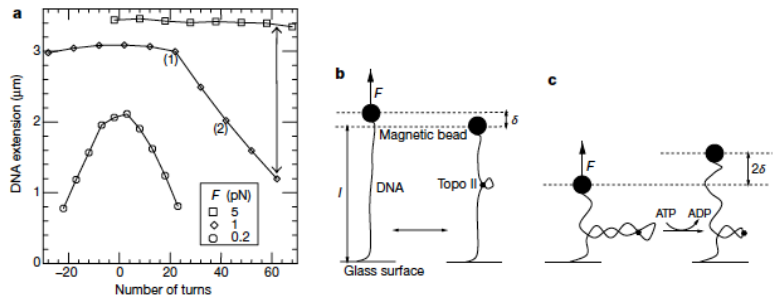 a
DNA extension (μm)
4
3
2
1
0
(1)
(2)
F (pN)
5
1
0.2
–20 0 20 40 60
Number of turns
b
F
δ
Magnetic bead
l
DNA
Topo II
Glass surface
c
F
2δ
ATP ADP